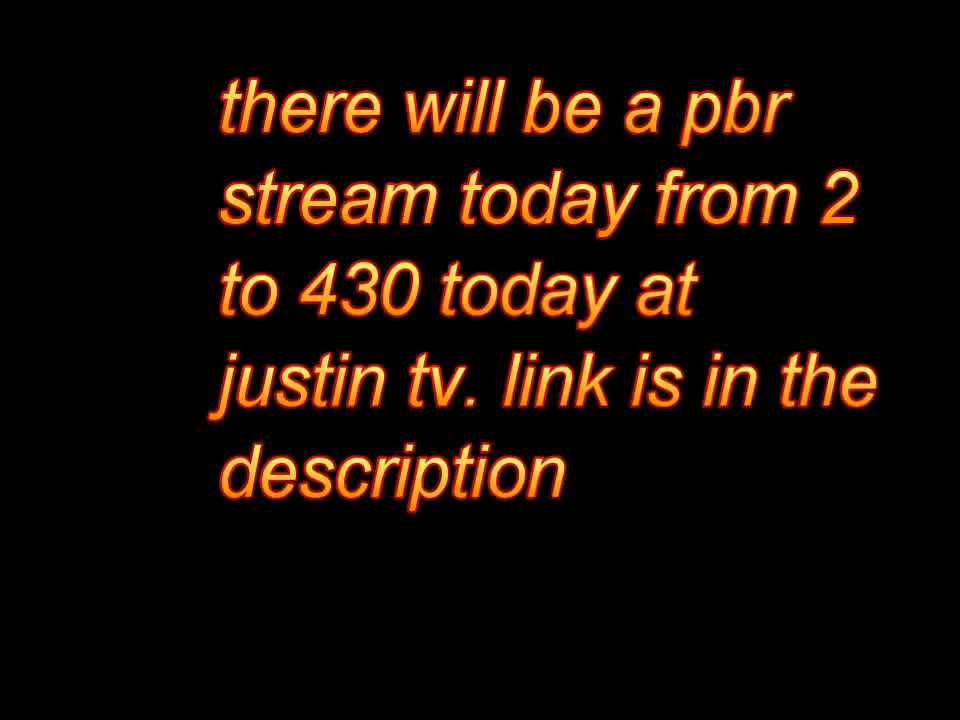 there will be a pbr
stream today from 2
to 430 today at
justin tv. link is in the
description